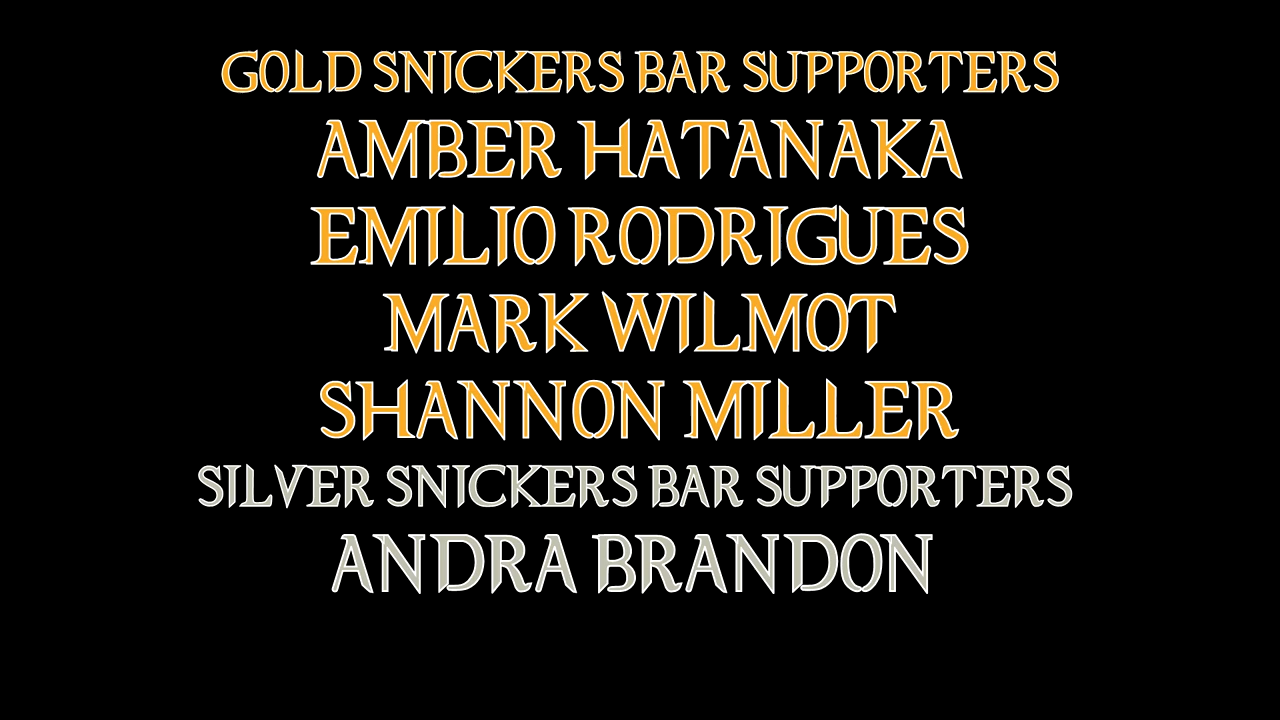 GOLD SNICKERS BAR SUPPORTERS
AMBER HATANAKA
EMILIO RODRIGUES
MARK WILMOT
SHANNON MILLER
SILVER SNICKERS BAR SUPPORTERS
ANDRA BRANDON